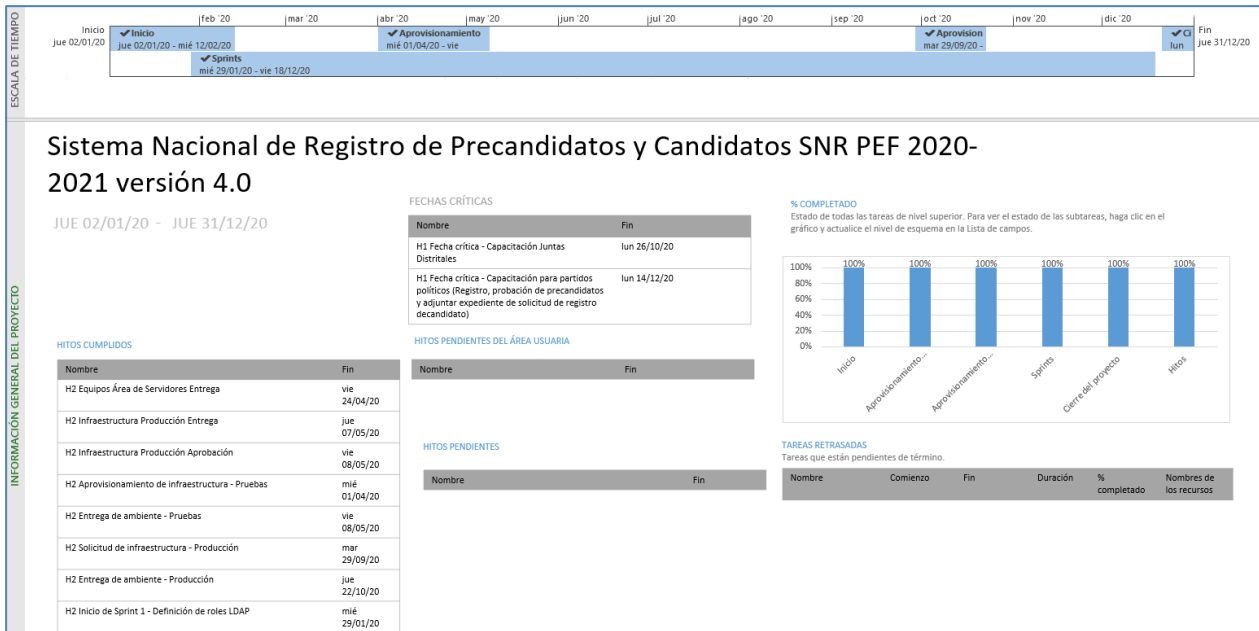 ESCALA DE TIEMPO
feb '20 mar '20 abr '20 may '20 jun '20 jul '20 ago '20 sep '20 oct '20 nov '20 dic '20
Inicio
jue 02/01/20
Inicio
jue 02/01/20 - mié 12/02/20
Aprovisionamiento
mié 01/04/20 - vie
Aprovision
mar 29/09/20 -
Ci
lun
Fin
jue 31/12/20
Sprints
mié 29/01/20 - vie 18/12/20
INFORMACIÓN GENERAL DEL PROYECTO
Sistema Nacional de Registro de Precandidatos y Candidatos SNR PEF 2020-
2021 versión 4.0
JUE 02/01/20 - JUE 31/12/20
FECHAS CRÍTICAS
Nombre Fin
H1 Fecha crítica - Capacitación Juntas lun 26/10/20
Distritales
H1 Fecha crítica - Capacitación para partidos lun 14/12/20
políticos (Registro, probación de precandidatos
y adjuntar expediente de solicitud de registro
decandidato)
% COMPLETADO
Estado de todas las tareas de nivel superior. Para ver el estado de las subtareas, haga clic en el
gráfico y actualice el nivel de esquema en la Lista de campos.
100% 100% 100% 100% 100% 100%
100%
80%
60%
40%
20%
0%
Inicio
Aprovisionamiento...
Aprovisionamiento...
Sprints
Cierre del proyecto
Hitos
HITOS CUMPLIDOS
Nombre Fin
H2 Equipos Área de Servidores Entrega vie
24/04/20
H2 Infraestructura Producción Entrega jue
07/05/20
H2 Infraestructura Producción Aprobación vie
08/05/20
H2 Aprovisionamiento de infraestructura - Pruebas mié
01/04/20
H2 Entrega de ambiente - Pruebas vie
08/05/20
H2 Solicitud de infraestructura - Producción mar
29/09/20
H2 Entrega de ambiente - Producción jue
22/10/20
H2 Inicio de Sprint 1 - Definición de roles LDAP mié
29/01/20
HITOS PENDIENTES DEL ÁREA USUARIA
Nombre Fin
HITOS PENDIENTES
Nombre Fin
TAREAS RETRASADAS
Tareas que están pendientes de término.
Nombre Comienzo Fin Duración % Nombres de
completado los recursos